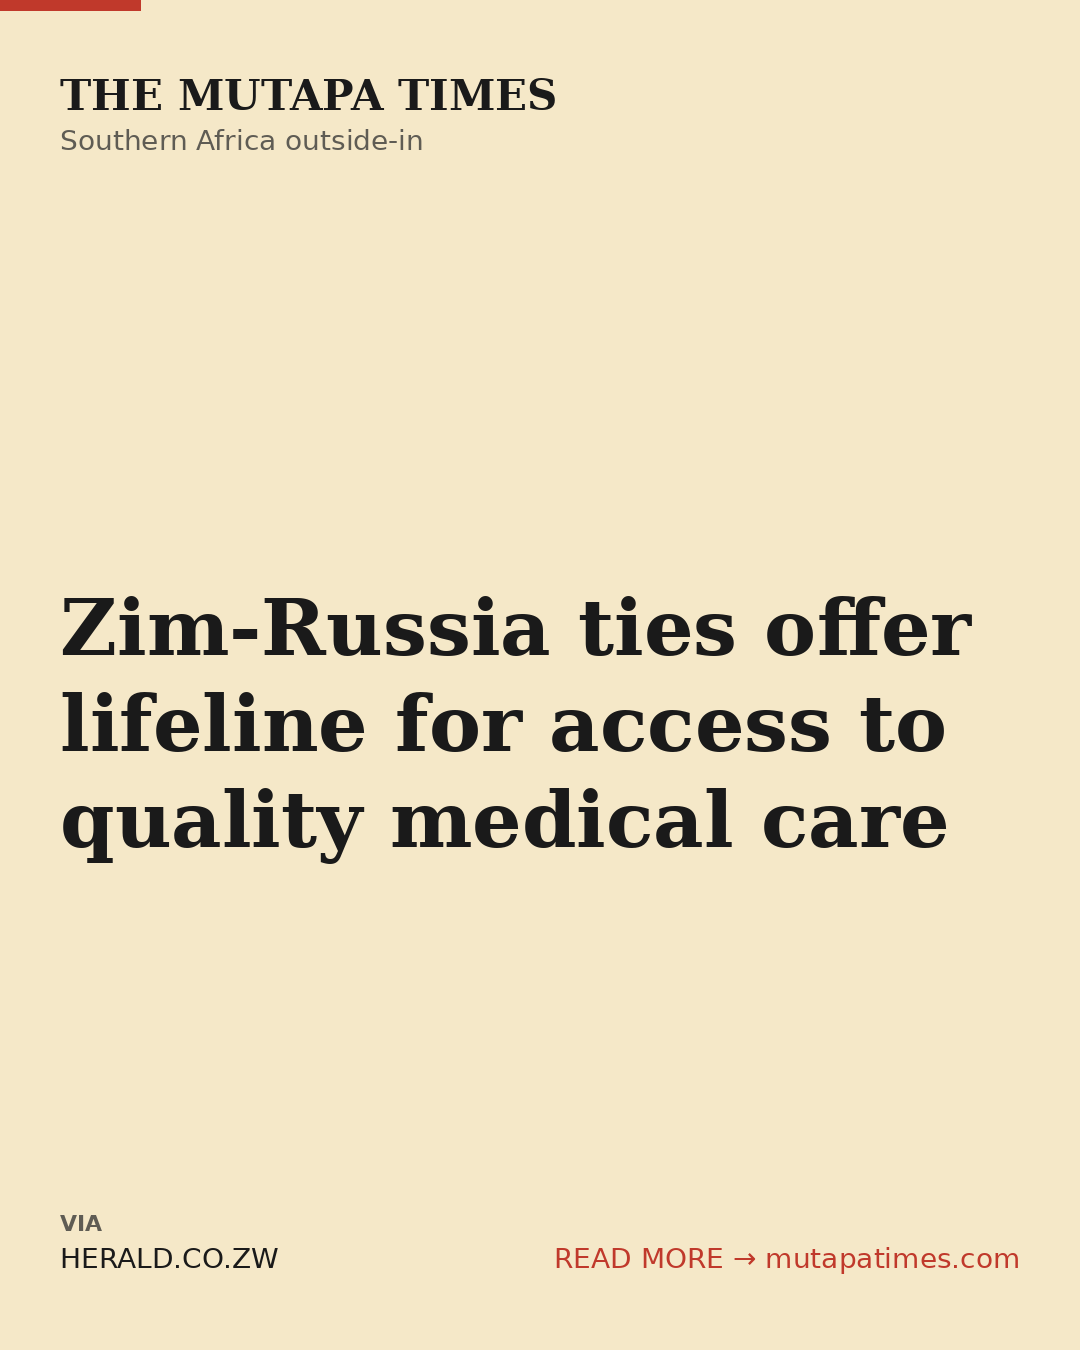 THE MUTAPA TIMES
Southern Africa outside-in
Zim-Russia ties offer
lifeline for access to
quality medical care
VIA
HERALD.CO.ZW
READ MORE → mutapatimes.com